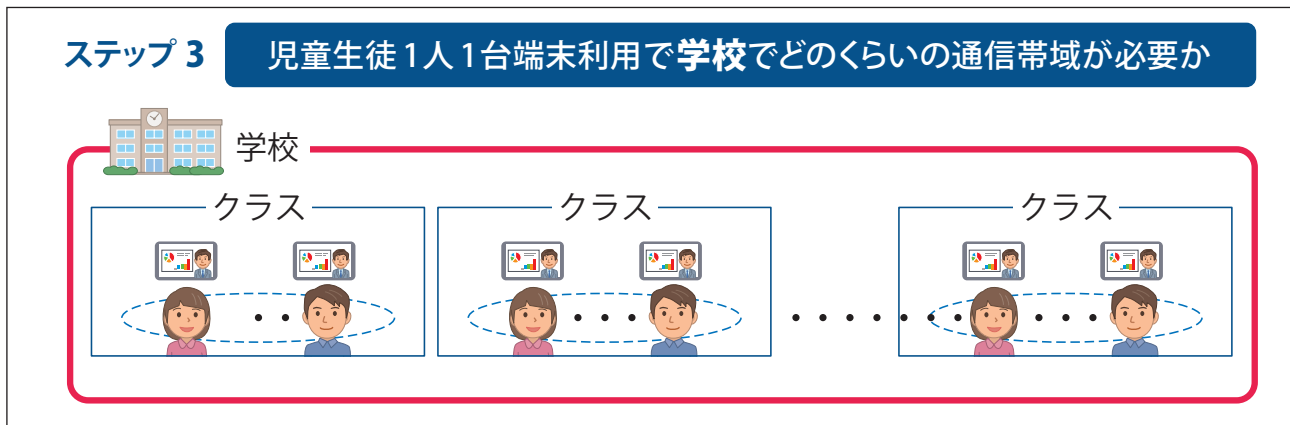 ステップ 3
児童生徒1人1台端末利用で学校でどのくらいの通信帯域が必要か
学校
クラス
クラス
クラス